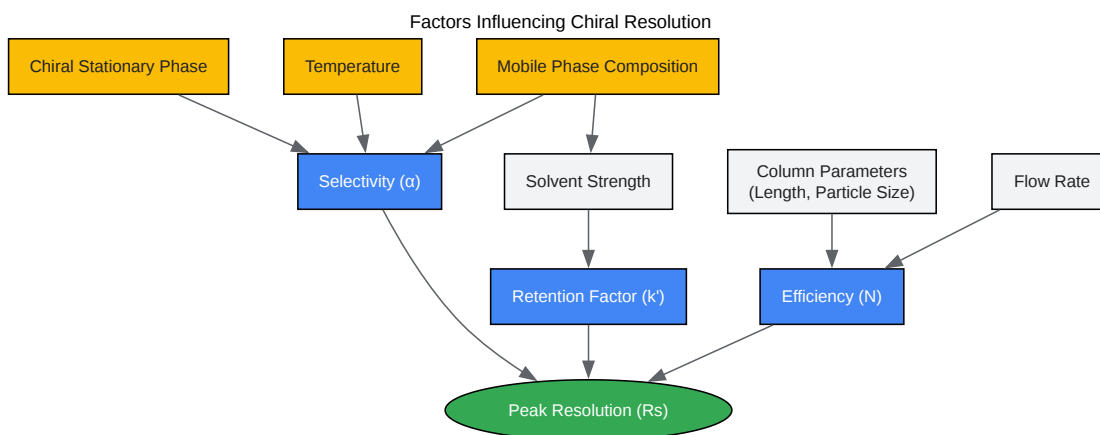 Factors Influencing Chiral Resolution
Chiral Stationary Phase
Temperature
Mobile Phase Composition
Selectivity (α)
Solvent Strength
Column Parameters
(Length, Particle Size)
Flow Rate
Retention Factor (k')
Efficiency (N)
Peak Resolution (Rs)